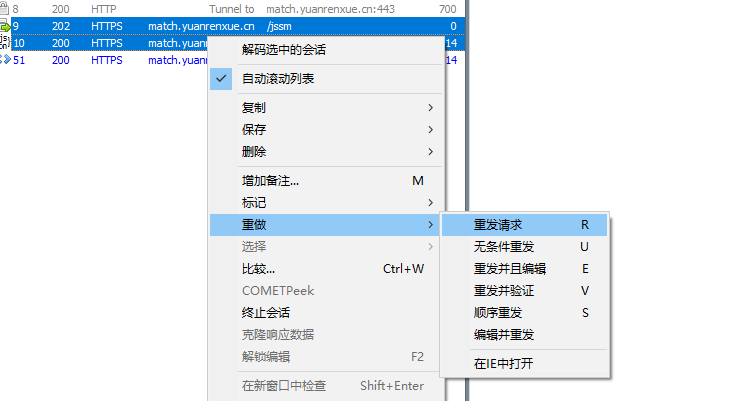 8 200 HTTP Tunnel to match.yuanrenxue.cn:443 700
9 202 HTTPS match.yuanrenxue.cn /jssm 0
10 200 HTTPS match. 14
51 200 HTTPS match. 14
解码选中的会话
自动滚动列表
复制
保存
删除
增加备注... M
标记
重做
选择
比较... Ctrl+W
COMETPeek
终止会话
克隆响应数据
解锁编辑 F2
在新窗口中检查 Shift+Enter
重发请求 R
无条件重发 U
重发并且编辑 E
重发并验证 V
顺序重发 S
编辑并重发
在IE中打开